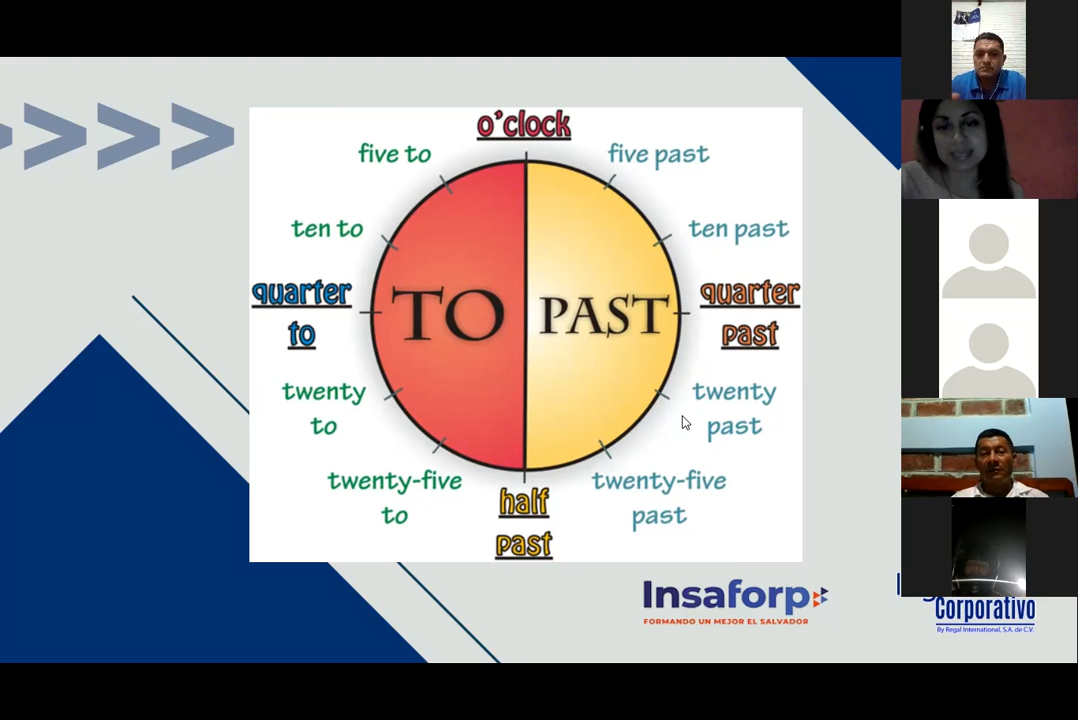 o'clock
five to
five past
ten to
ten past
quarter
to
TO
PAST
quarter
past
twenty
to
twenty
past
twenty-five
to
half
past
twenty-five
past
Insaforp
FORMANDO UN MEJOR EL SALVADOR
Corporativo
By Regal International, S.A. de C.V.